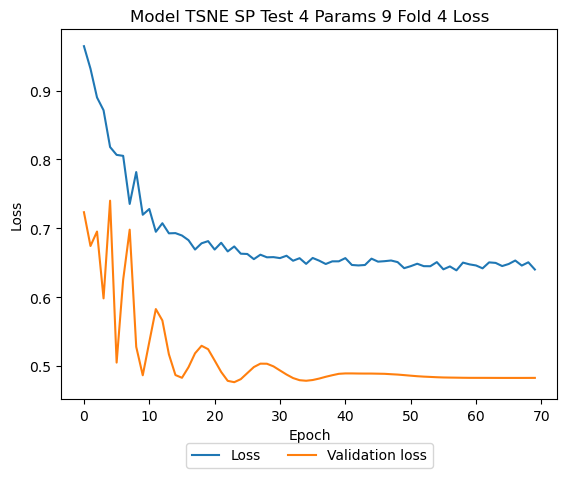 Model TSNE SP Test 4 Params 9 Fold 4 Loss
0.9
0.8
0.7
0.6
0.5
Loss
0 10 20 30 40 50 60 70
Epoch
Loss Validation loss